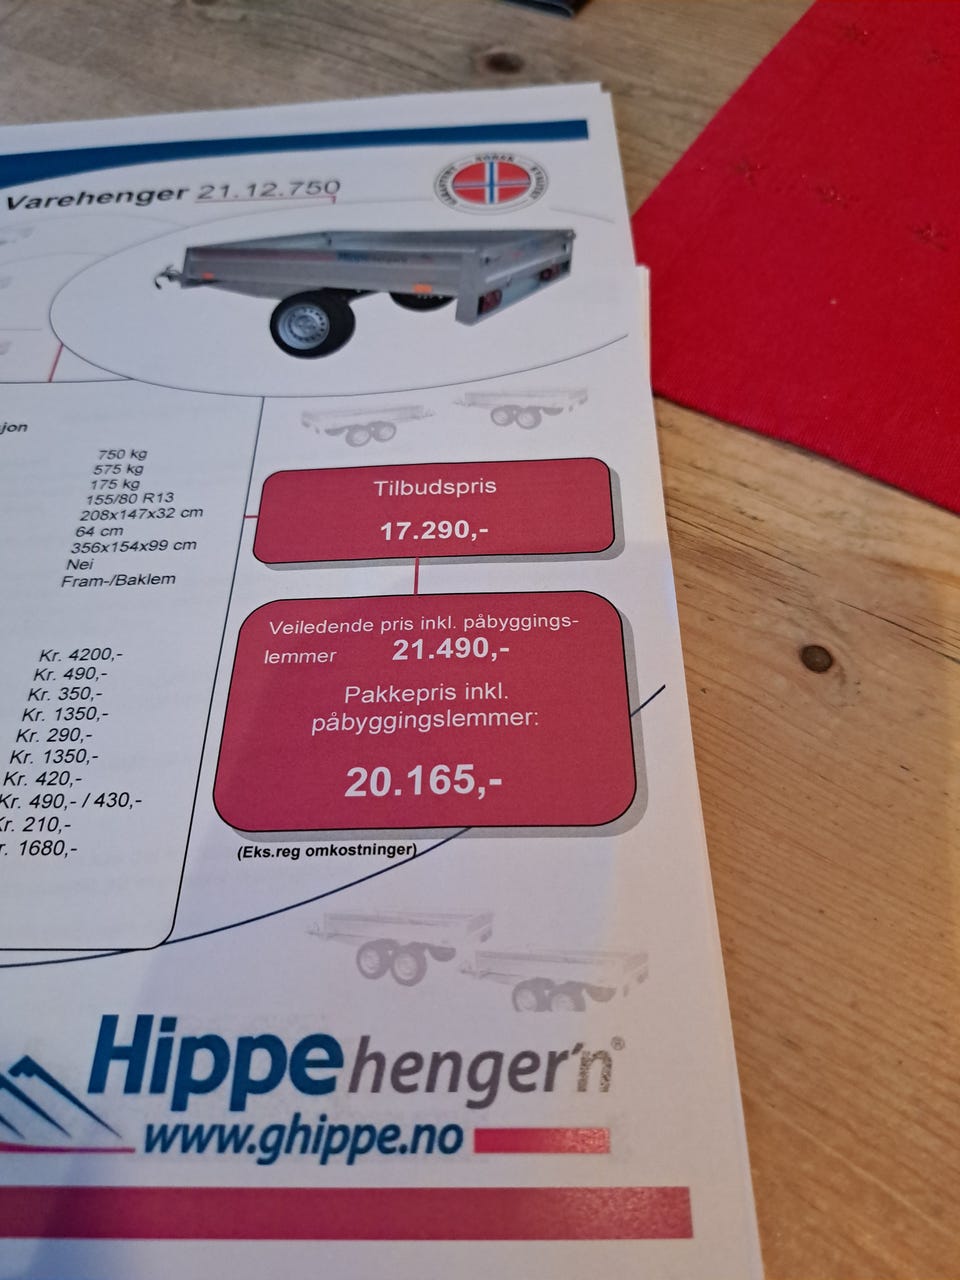 Varehenger 21.12.750
NORSK
KVALITET
Hippehengeren
jon
750 kg
575 kg
175 kg
155/80 R13
208x147x32 cm
64 cm
356x154x99 cm
Nei
Fram-/Baklem
Kr. 4200,-
Kr. 490,-
Kr. 350,-
Kr. 1350,-
Kr. 290,-
Kr. 1350,-
Kr. 420,-
Kr. 490,- / 430,-
Kr. 210,-
r. 1680,-
Tilbudspris
17.290,-
Veiledende pris inkl. påbyggings-
lemmer 21.490,-
Pakkepris inkl.
påbyggingslemmer:
20.165,-
(Eks.reg omkostninger)
Hippehenger'n®
www.ghippe.no